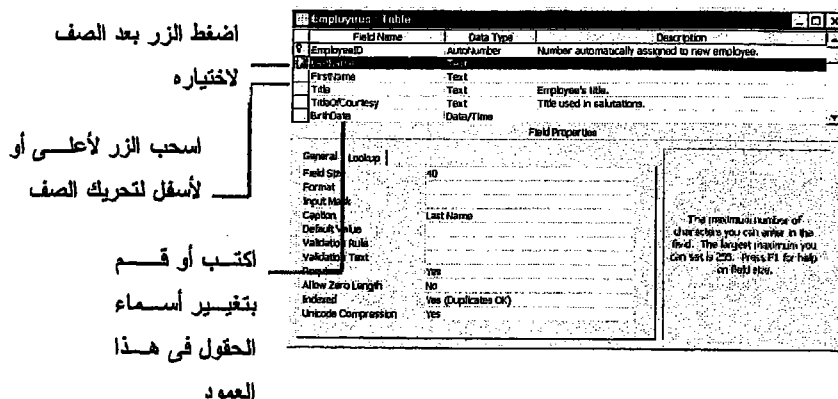 اضغط الزر بعد الصف
لاختياره
اسحب الزر لأعلى أو
لأسفل لتحريك الصف
اكتب أو قم
بتغيير أسماء
الحقول فى هذا
العمود
Employees : Table
Field Name Data Type Description
EmployeeID AutoNumber Number automatically assigned to new employee.
LastName Text
FirstName Text
Title Text Employee's title.
TitleOfCourtesy Text Title used in salutations.
BirthDate Date/Time
Field Properties
General Lookup
Field Size 40
Format
Input Mask
Caption Last Name
Default Value
Validation Rule
Validation Text
Required Yes
Allow Zero Length No
Indexed Yes (Duplicates OK)
Unicode Compression Yes
The maximum number of
characters you can enter in the
field. The largest maximum you
can set is 255. Press F1 for help
on field size.